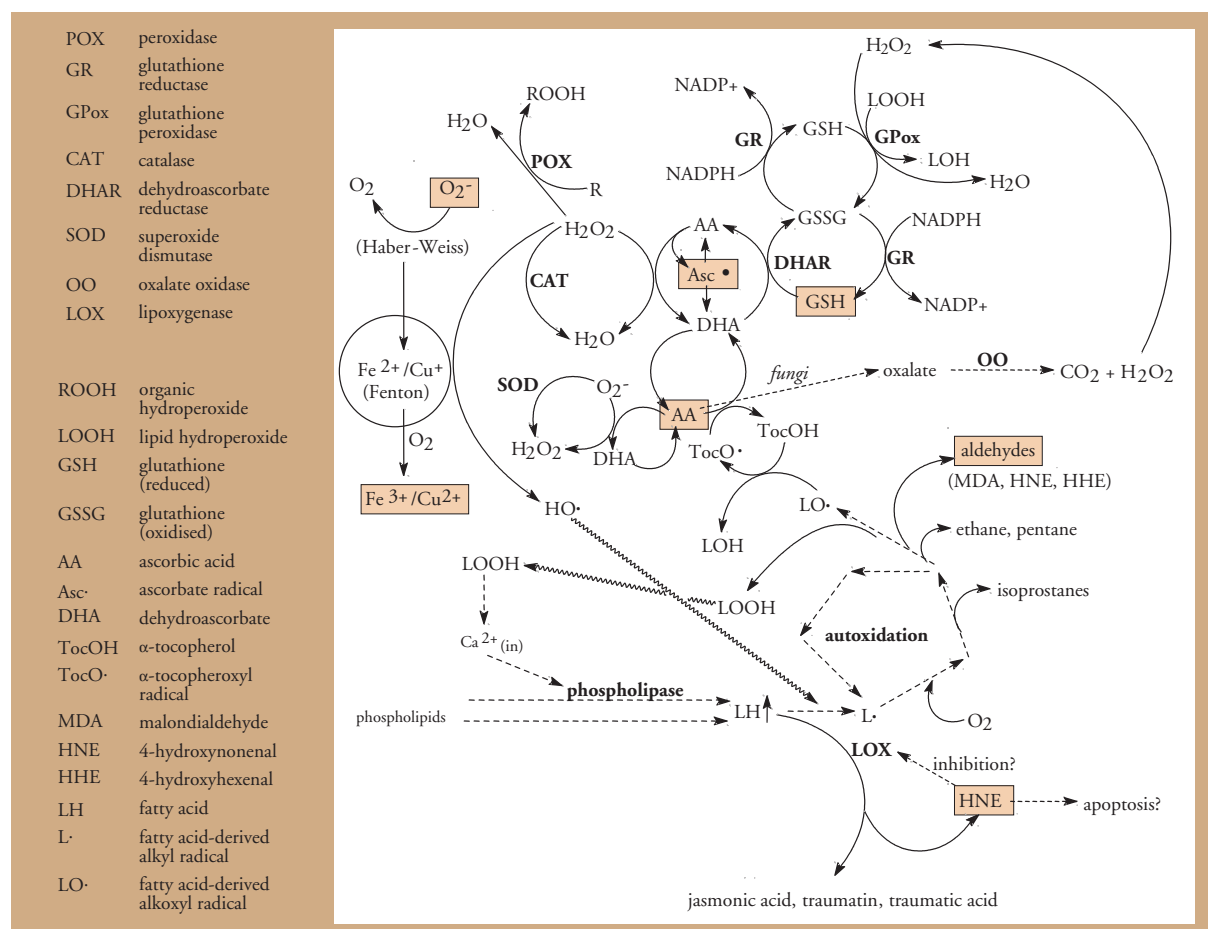 POX peroxidase
GR glutathione
reductase
GPox glutathione
peroxidase
CAT catalase
DHAR dehydroascorbate
reductase
SOD superoxide
dismutase
OO oxalate oxidase
LOX lipoxygenase
ROOH organic
hydroperoxide
LOOH lipid hydroperoxide
GSH glutathione
(reduced)
GSSG glutathione
(oxidised)
AA ascorbic acid
Asc· ascorbate radical
DHA dehydroascorbate
TocOH α-tocopherol
TocO· α-tocopheroxyl
radical
MDA malondialdehyde
HNE 4-hydroxynonenal
HHE 4-hydroxyhexenal
LH fatty acid
L· fatty acid-derived
alkyl radical
LO· fatty acid-derived
alkoxyl radical
H2O2
NADP+
ROOH
LOOH
H2O
GSH
GR
GPox
POX
LOH
NADPH
H2O
O2
O2-
R
GSSG
NADPH
H2O2
AA
(Haber-Weiss)
DHAR
GR
Asc •
CAT
GSH
NADP+
DHA
H2O
Fe 2+/Cu+
(Fenton)
fungi
oxalate
OO
CO2 + H2O2
SOD
O2-
AA
O2
TocOH
H2O2
DHA
TocO·
aldehydes
(MDA, HNE, HHE)
Fe 3+/Cu2+
HO·
LO·
ethane, pentane
LOH
LOOH
isoprostanes
LOOH
autoxidation
Ca 2+ (in)
phospholipase
phospholipids
LH
L·
O2
LOX
inhibition?
HNE
apoptosis?
jasmonic acid, traumatin, traumatic acid